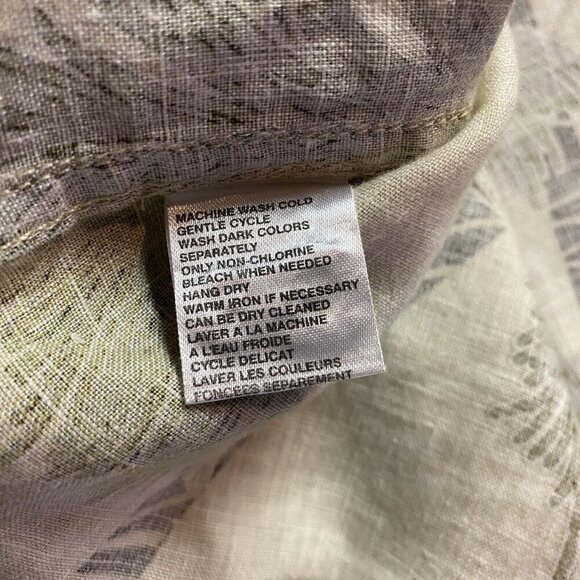 MACHINE WASH COLD
GENTLE CYCLE
WASH DARK COLORS
SEPARATELY
ONLY NON-CHLORINE
BLEACH WHEN NEEDED
HANG DRY
WARM IRON IF NECESSARY
CAN BE DRY CLEANED
LAVER A LA MACHINE
A L'EAU FROIDE
CYCLE DELICAT
LAVER LES COULEURS
FONCEES SEPAREMENT